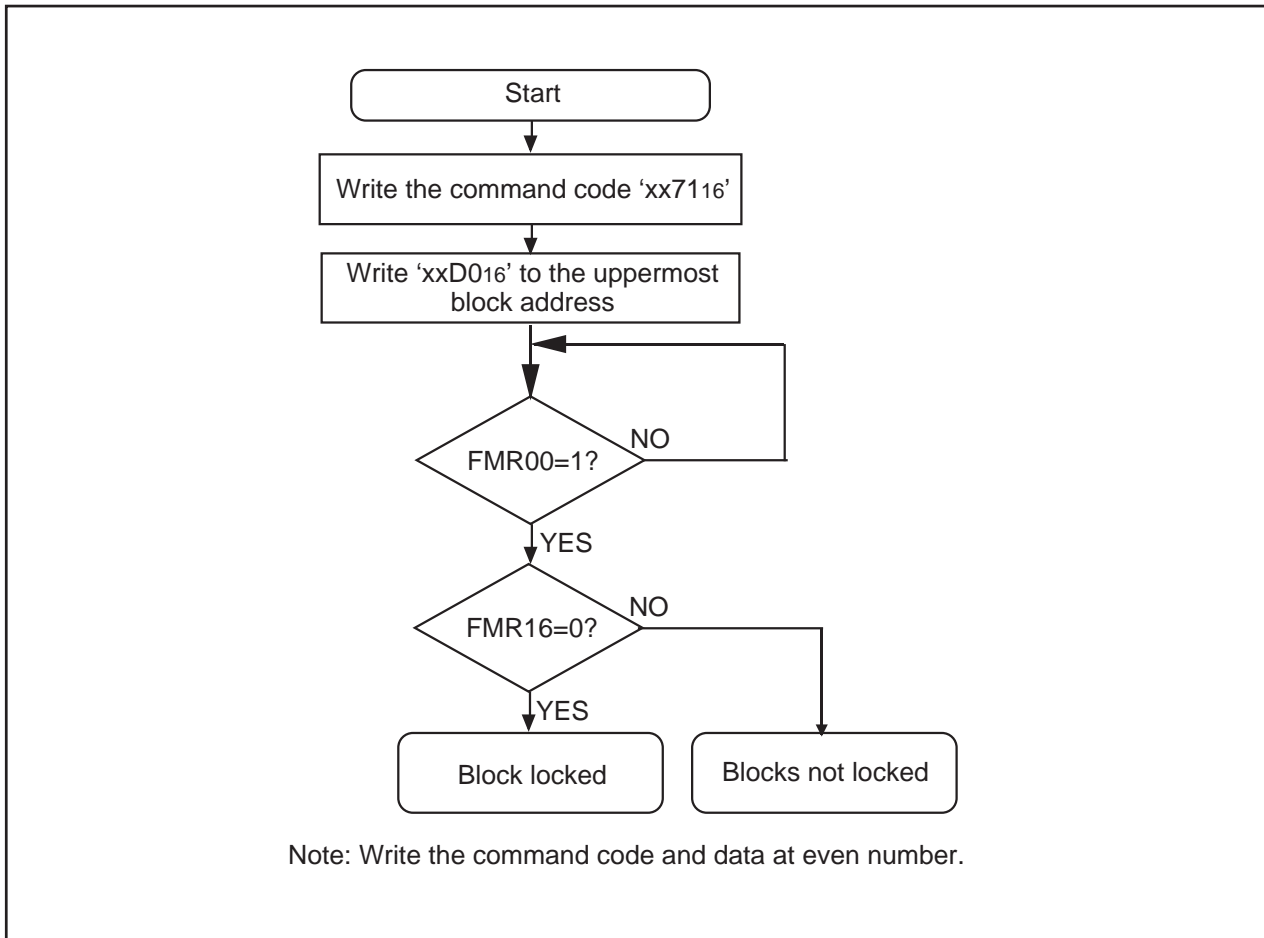 Start
Write the command code ‘xx7116’
Write ‘xxD016’ to the uppermost
block address
FMR00=1?
NO
YES
FMR16=0?
NO
YES
Block locked
Blocks not locked
Note: Write the command code and data at even number.